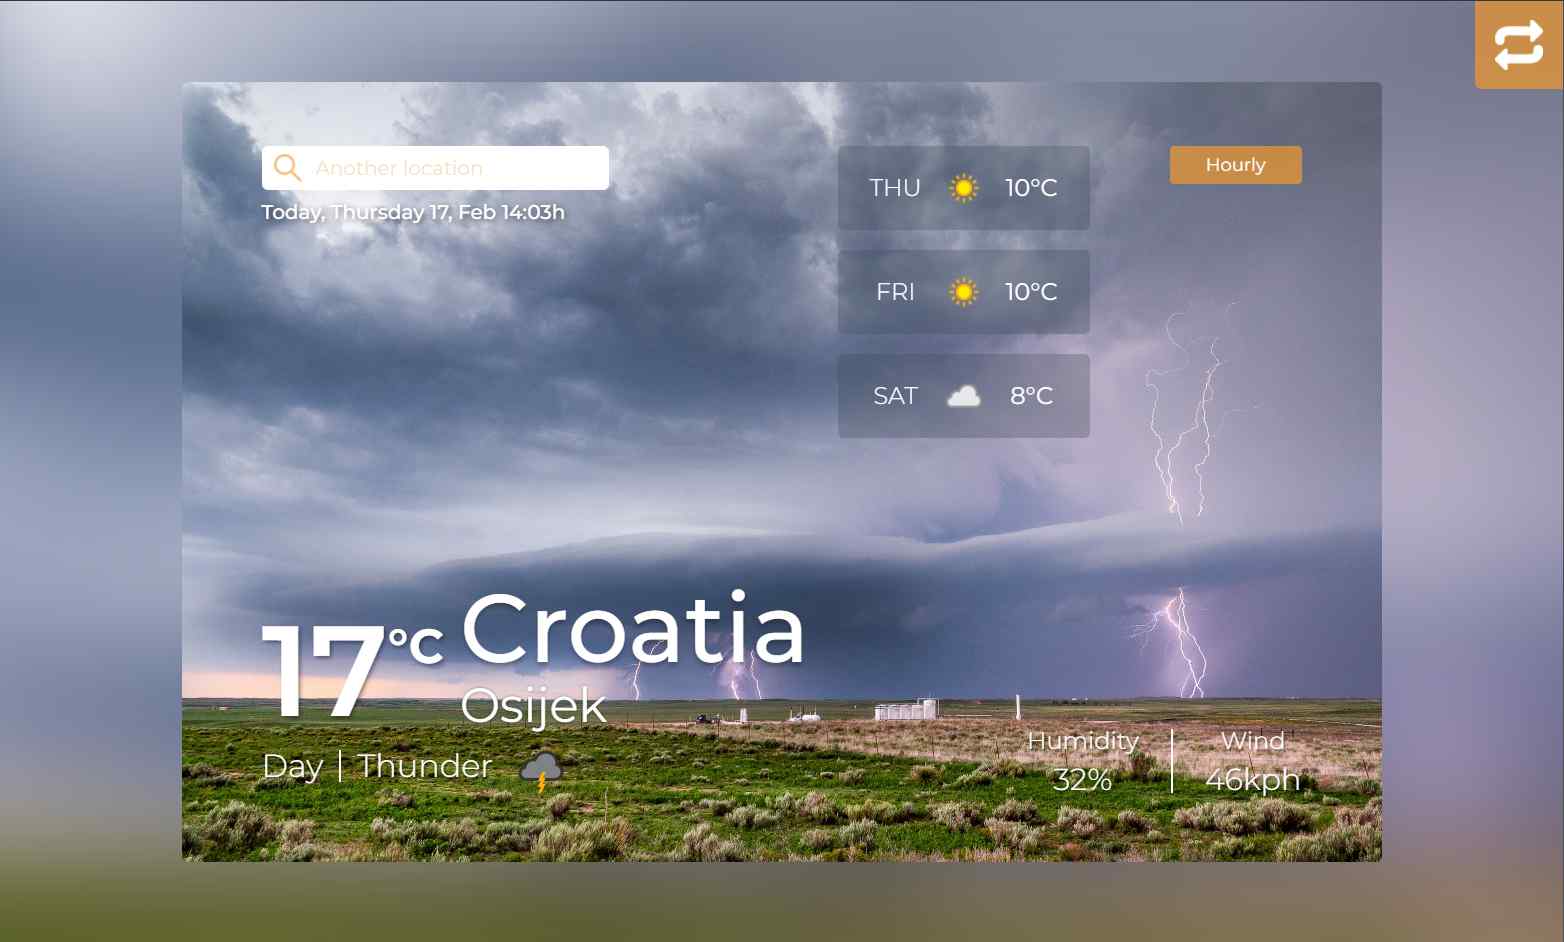 Another location
Today, Thursday 17, Feb 14:03h
THU 10°C
FRI 10°C
SAT 8°C
Hourly
17°C
Croatia
Osijek
Day | Thunder
Humidity
32%
Wind
46kph